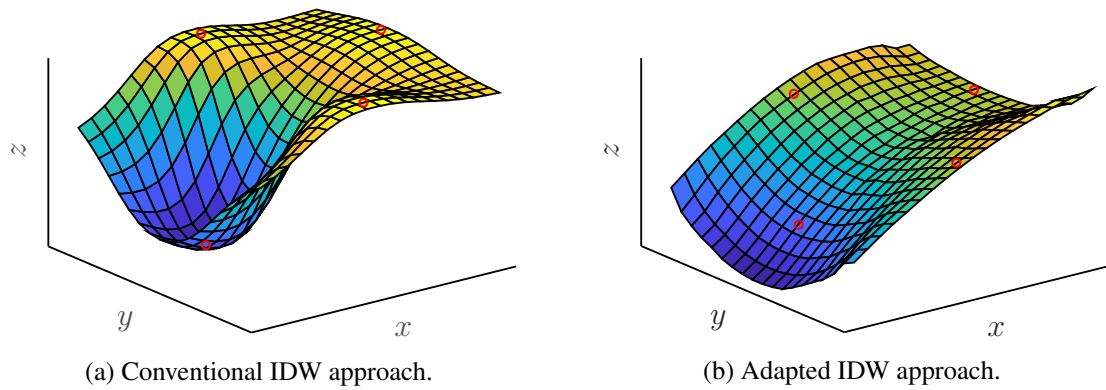 z
y
x
(a) Conventional IDW approach.
z
y
x
(b) Adapted IDW approach.